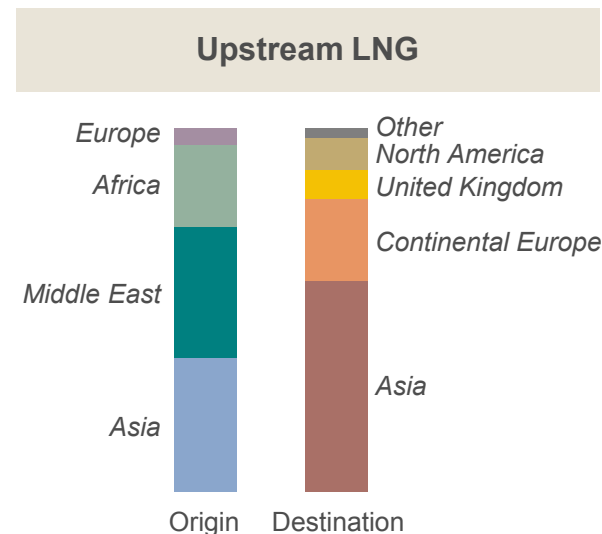 Upstream LNG
Europe
Africa
Middle East
Asia
Other
North America
United Kingdom
Continental Europe
Asia
Origin
Destination